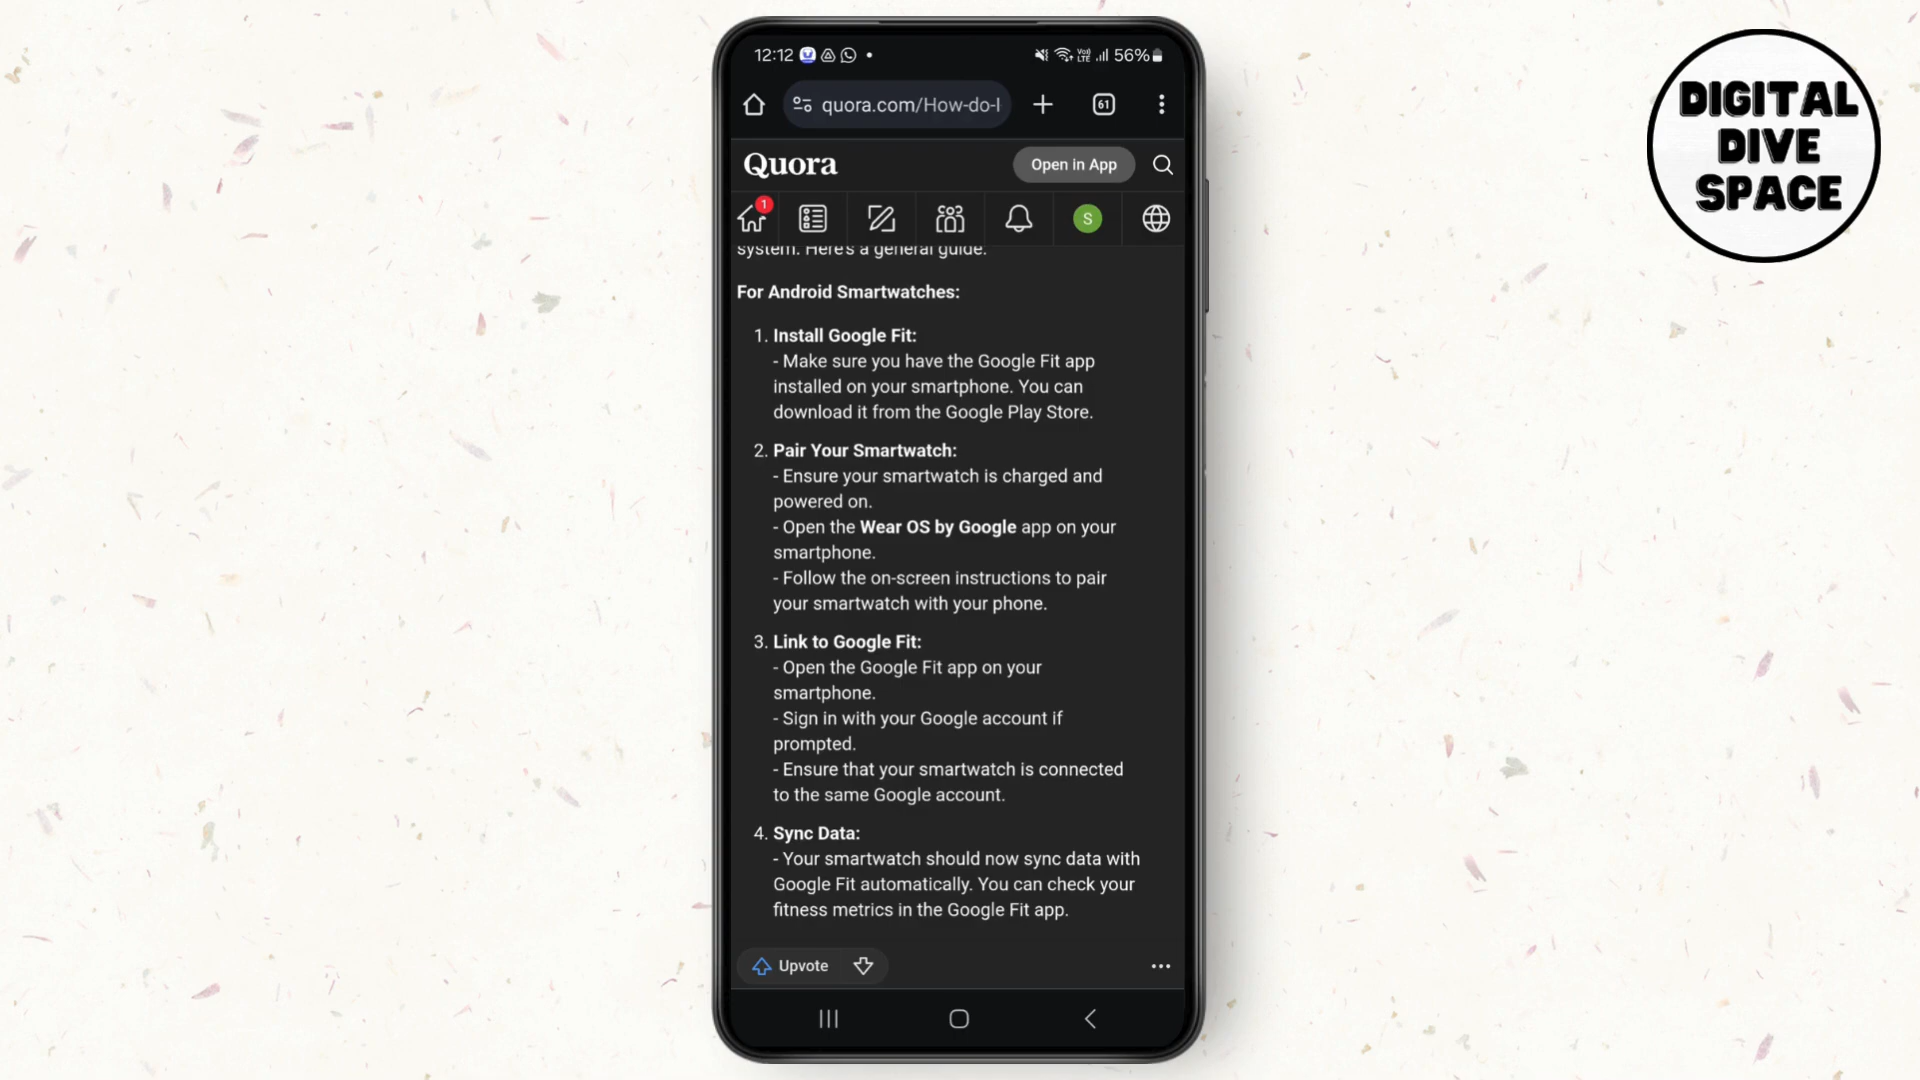 12:12
Voo
LTE
56%
quora.com/How-do-I
61
Quora
Open in App
1
S
system. Here's a general guide:
For Android Smartwatches:
1. Install Google Fit:
- Make sure you have the Google Fit app
installed on your smartphone. You can
download it from the Google Play Store.
2. Pair Your Smartwatch:
- Ensure your smartwatch is charged and
powered on.
- Open the Wear OS by Google app on your
smartphone.
- Follow the on-screen instructions to pair
your smartwatch with your phone.
3. Link to Google Fit:
- Open the Google Fit app on your
smartphone.
- Sign in with your Google account if
prompted.
- Ensure that your smartwatch is connected
to the same Google account.
4. Sync Data:
- Your smartwatch should now sync data with
Google Fit automatically. You can check your
fitness metrics in the Google Fit app.
Upvote
DIGITAL
DIVE
SPACE